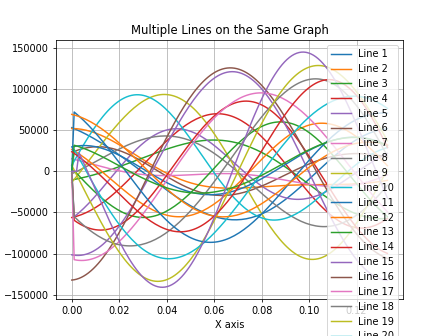 Multiple Lines on the Same Graph
150000
100000
50000
0
−50000
−100000
−150000
0.00
0.02
0.04
0.06
0.08
0.10
X axis
Line 1
Line 2
Line 3
Line 4
Line 5
Line 6
Line 7
Line 8
Line 9
Line 10
Line 11
Line 12
Line 13
Line 14
Line 15
Line 16
Line 17
Line 18
Line 19
Line 20